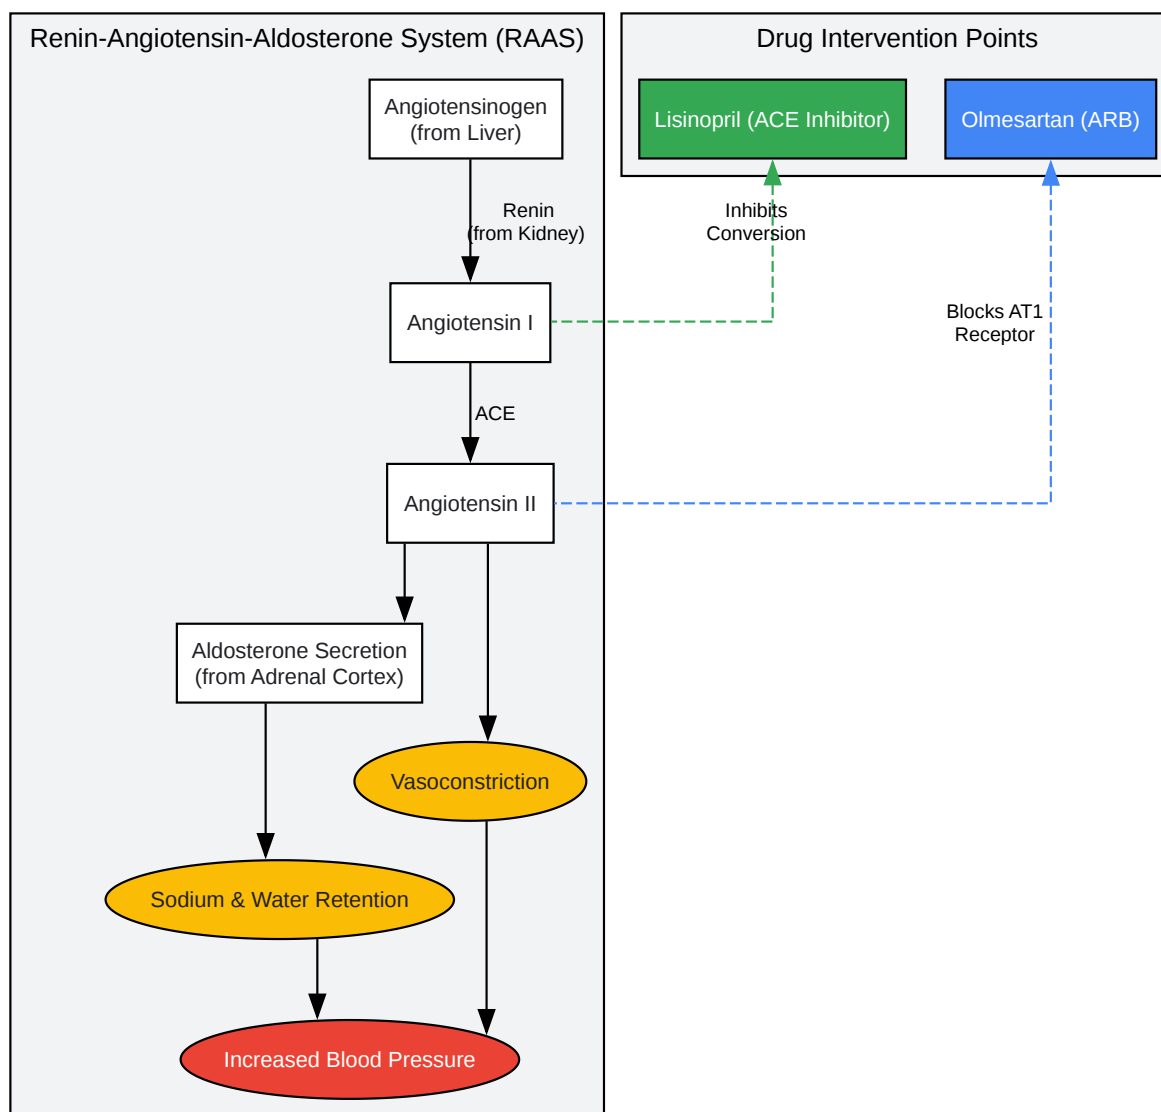 Renin-Angiotensin-Aldosterone System (RAAS)
Drug Intervention Points
Angiotensinogen
(from Liver)
Lisinopril (ACE Inhibitor)
Olmesartan (ARB)
Renin
(from Kidney)
Inhibits
Conversion
Angiotensin I
Blocks AT1
Receptor
ACE
Angiotensin II
Aldosterone Secretion
(from Adrenal Cortex)
Vasoconstriction
Sodium & Water Retention
Increased Blood Pressure